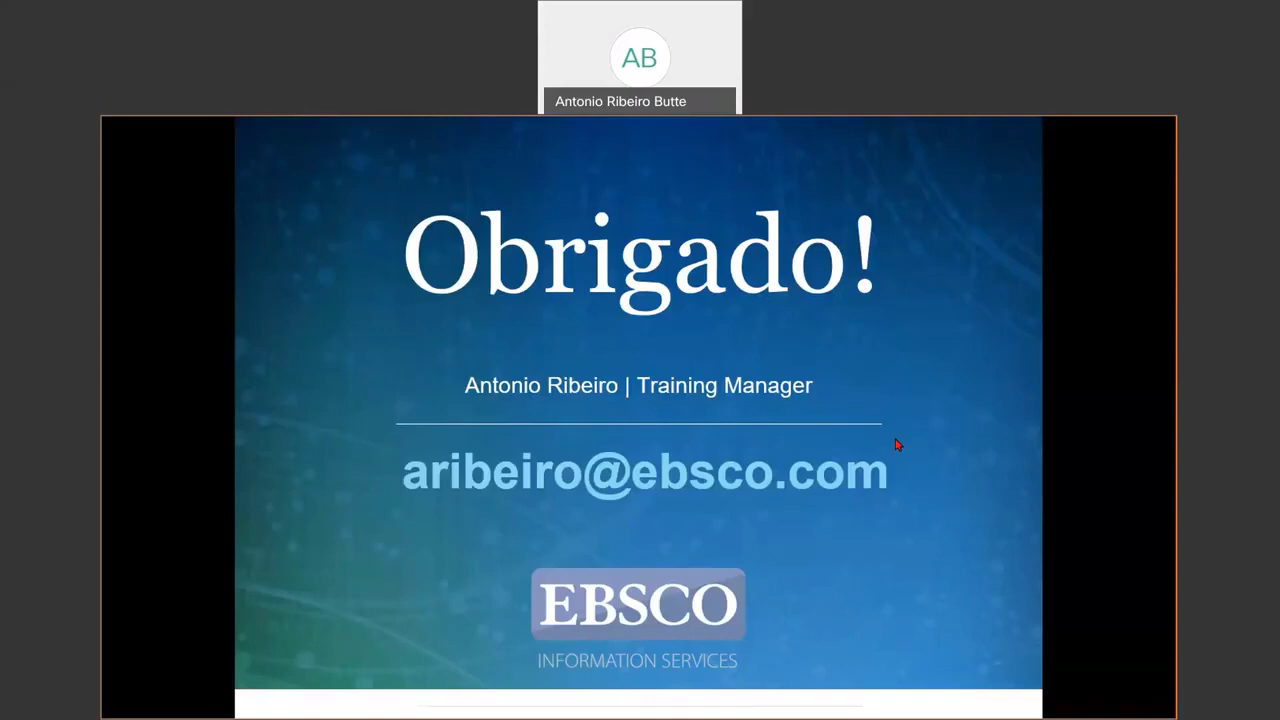 AB
Antonio Ribeiro Butte
Obrigado!
Antonio Ribeiro | Training Manager
aribeiro@ebsco.com
EBSCO
INFORMATION SERVICES